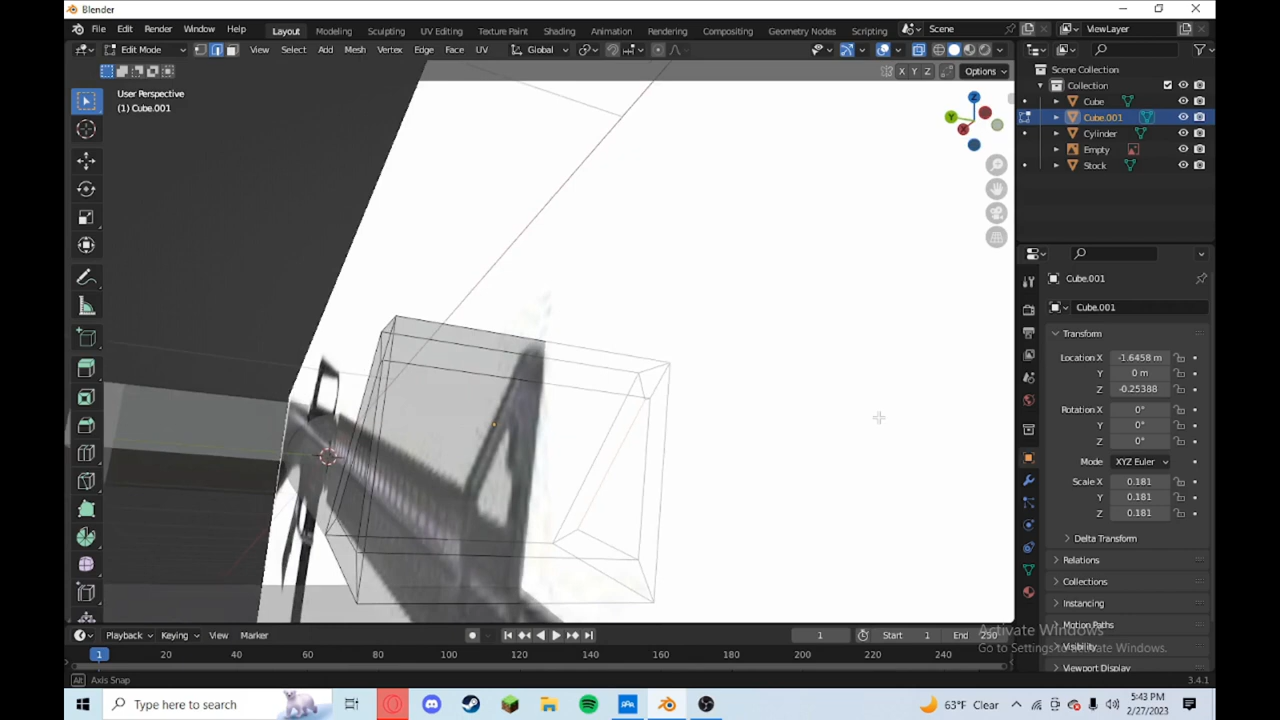 Blender
File Edit Render Window Help
Layout Modeling Sculpting UV Editing Texture Paint Shading Animation Rendering Compositing Geometry Nodes Scripting
Scene
ViewLayer
Edit Mode View Select Add Mesh Vertex Edge Face UV
Global
X Y Z
Options
User Perspective
(1) Cube.001
Z
Y
X
Scene Collection
Collection
Cube
Cube.001
Cylinder
Empty
Stock
Cube.001
Cube.001
Transform
Location X -1.6458 m
Y 0 m
Z -0.25388
Rotation X 0°
Y 0°
Z 0°
Mode XYZ Euler
Scale X 0.181
Y 0.181
Z 0.181
Delta Transform
Relations
Collections
Instancing
Motion Paths
Visibility
Viewport Display
Activate Windows
Go to Settings to activate Windows.
Playback Keying View Marker
1 Start 1 End 250
1 20 40 60 80 100 120 140 160 180 200 220 240
Alt Axis Snap
3.4.1
Type here to search
63°F Clear
5:43 PM
2/27/2023